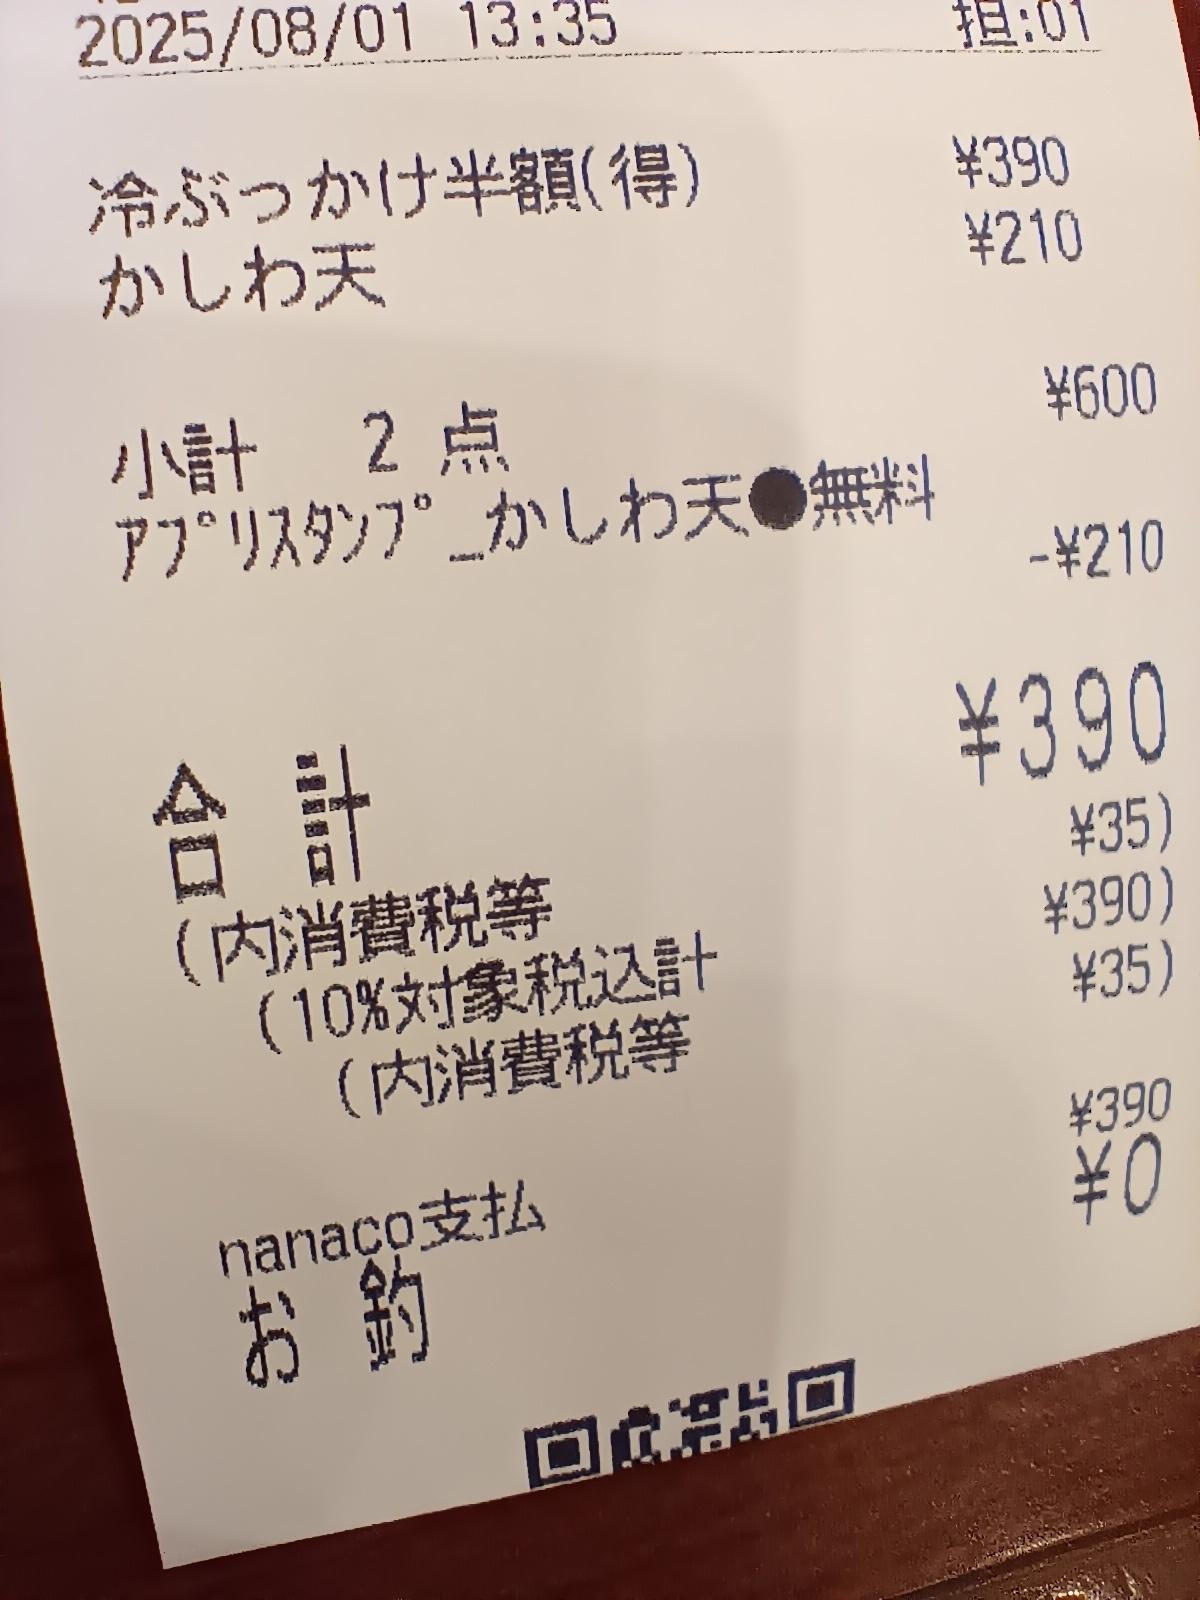 2025/08/01 13:35 担:01
冷ぶっかけ半額(得) ¥390
かしわ天 ¥210
小計 2 点 ¥600
ｱﾌﾟﾘｽﾀﾝﾌﾟ_かしわ天●無料
-¥210
合 計 ¥390
(内消費税等 ¥35)
(10%対象税込計 ¥390)
(内消費税等 ¥35)
nanaco支払 ¥390
お 釣 ¥0